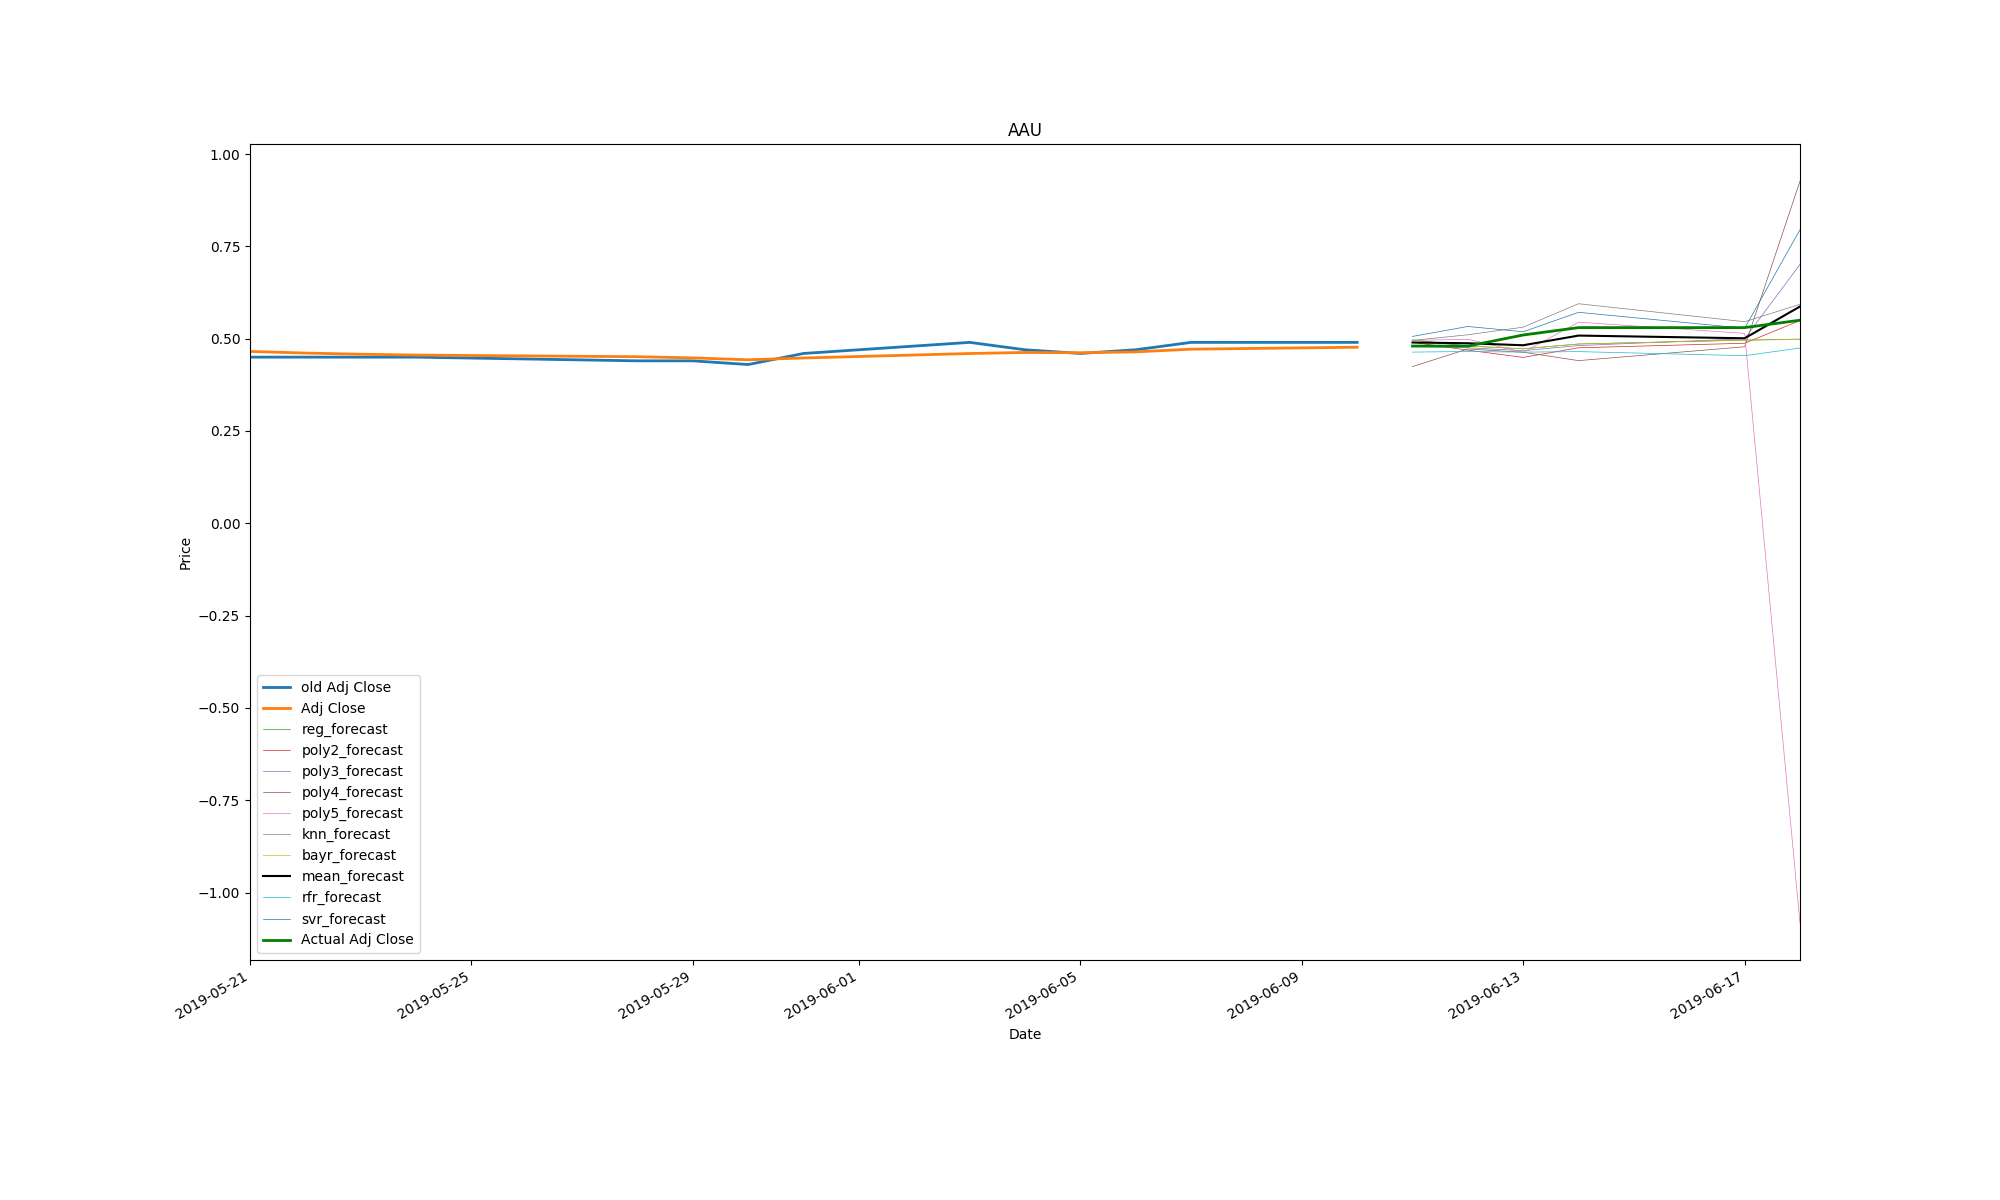 AAU
1.00
0.75
0.50
0.25
0.00
−0.25
−0.50
−0.75
−1.00
Price
old Adj Close
Adj Close
reg_forecast
poly2_forecast
poly3_forecast
poly4_forecast
poly5_forecast
knn_forecast
bayr_forecast
mean_forecast
rfr_forecast
svr_forecast
Actual Adj Close
2019-05-21
2019-05-25
2019-05-29
2019-06-01
2019-06-05
2019-06-09
2019-06-13
2019-06-17
Date